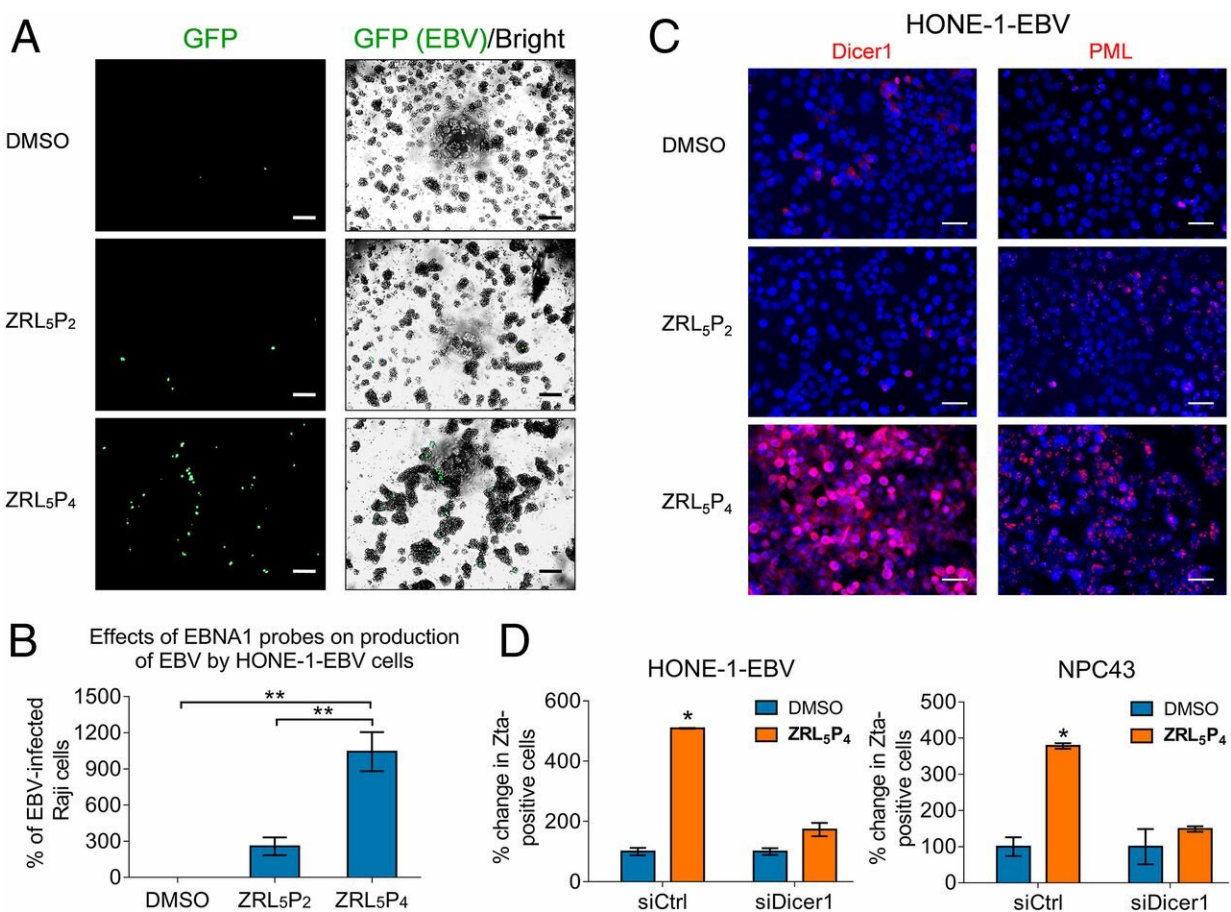 A
GFP
GFP (EBV)/Bright
DMSO
ZRL₅P₂
ZRL₅P₄
B
Effects of EBNA1 probes on production
of EBV by HONE-1-EBV cells
% of EBV-infected
Raji cells
1500
1200
900
600
300
0
**
**
DMSO
ZRL₅P₂
ZRL₅P₄
C
HONE-1-EBV
Dicer1
PML
DMSO
ZRL₅P₂
ZRL₅P₄
D
HONE-1-EBV
% change in Zta-
positive cells
600
400
200
0
*
DMSO
ZRL₅P₄
siCtrl
siDicer1
NPC43
% change in Zta-
positive cells
500
400
300
200
100
0
*
DMSO
ZRL₅P₄
siCtrl
siDicer1